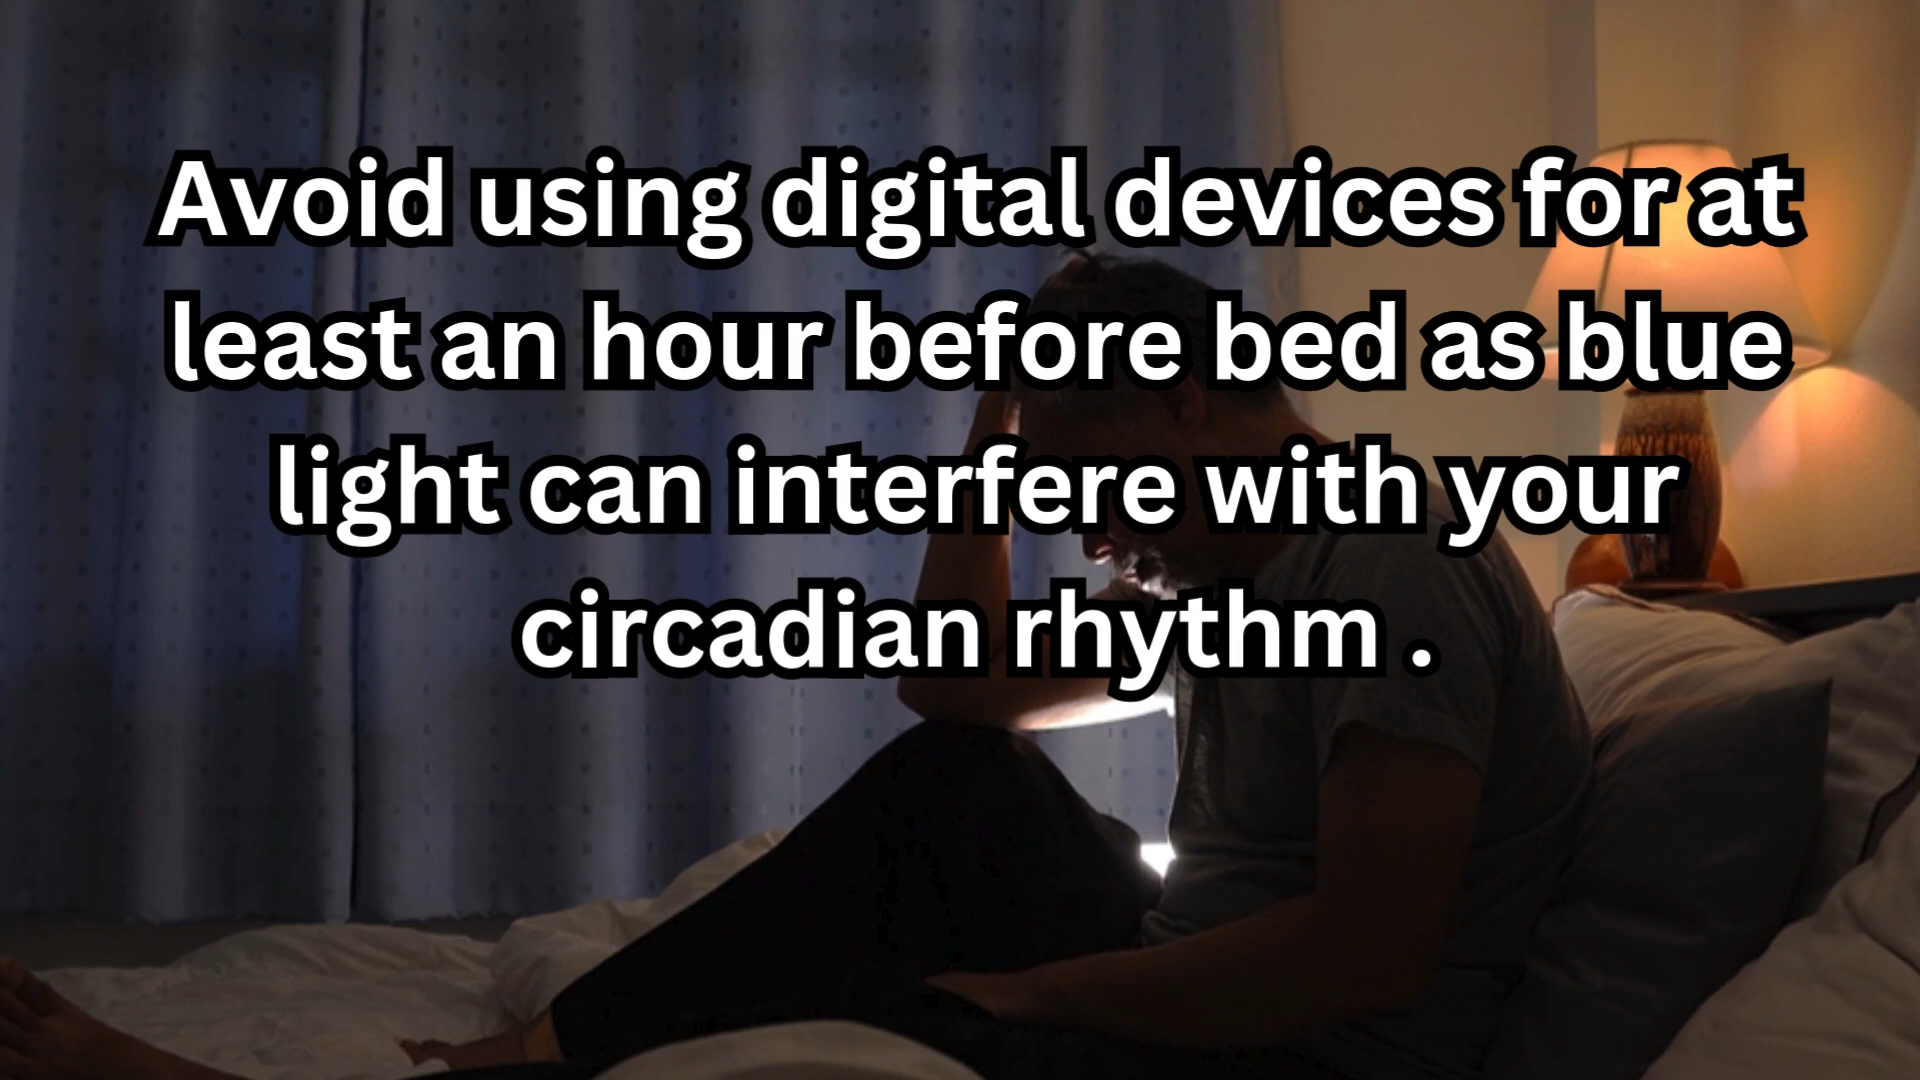 Avoid using digital devices for at
least an hour before bed as blue
light can interfere with your
circadian rhythm .